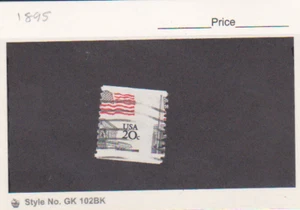 1895
Price
USA
20c
Style No. GK 102BK